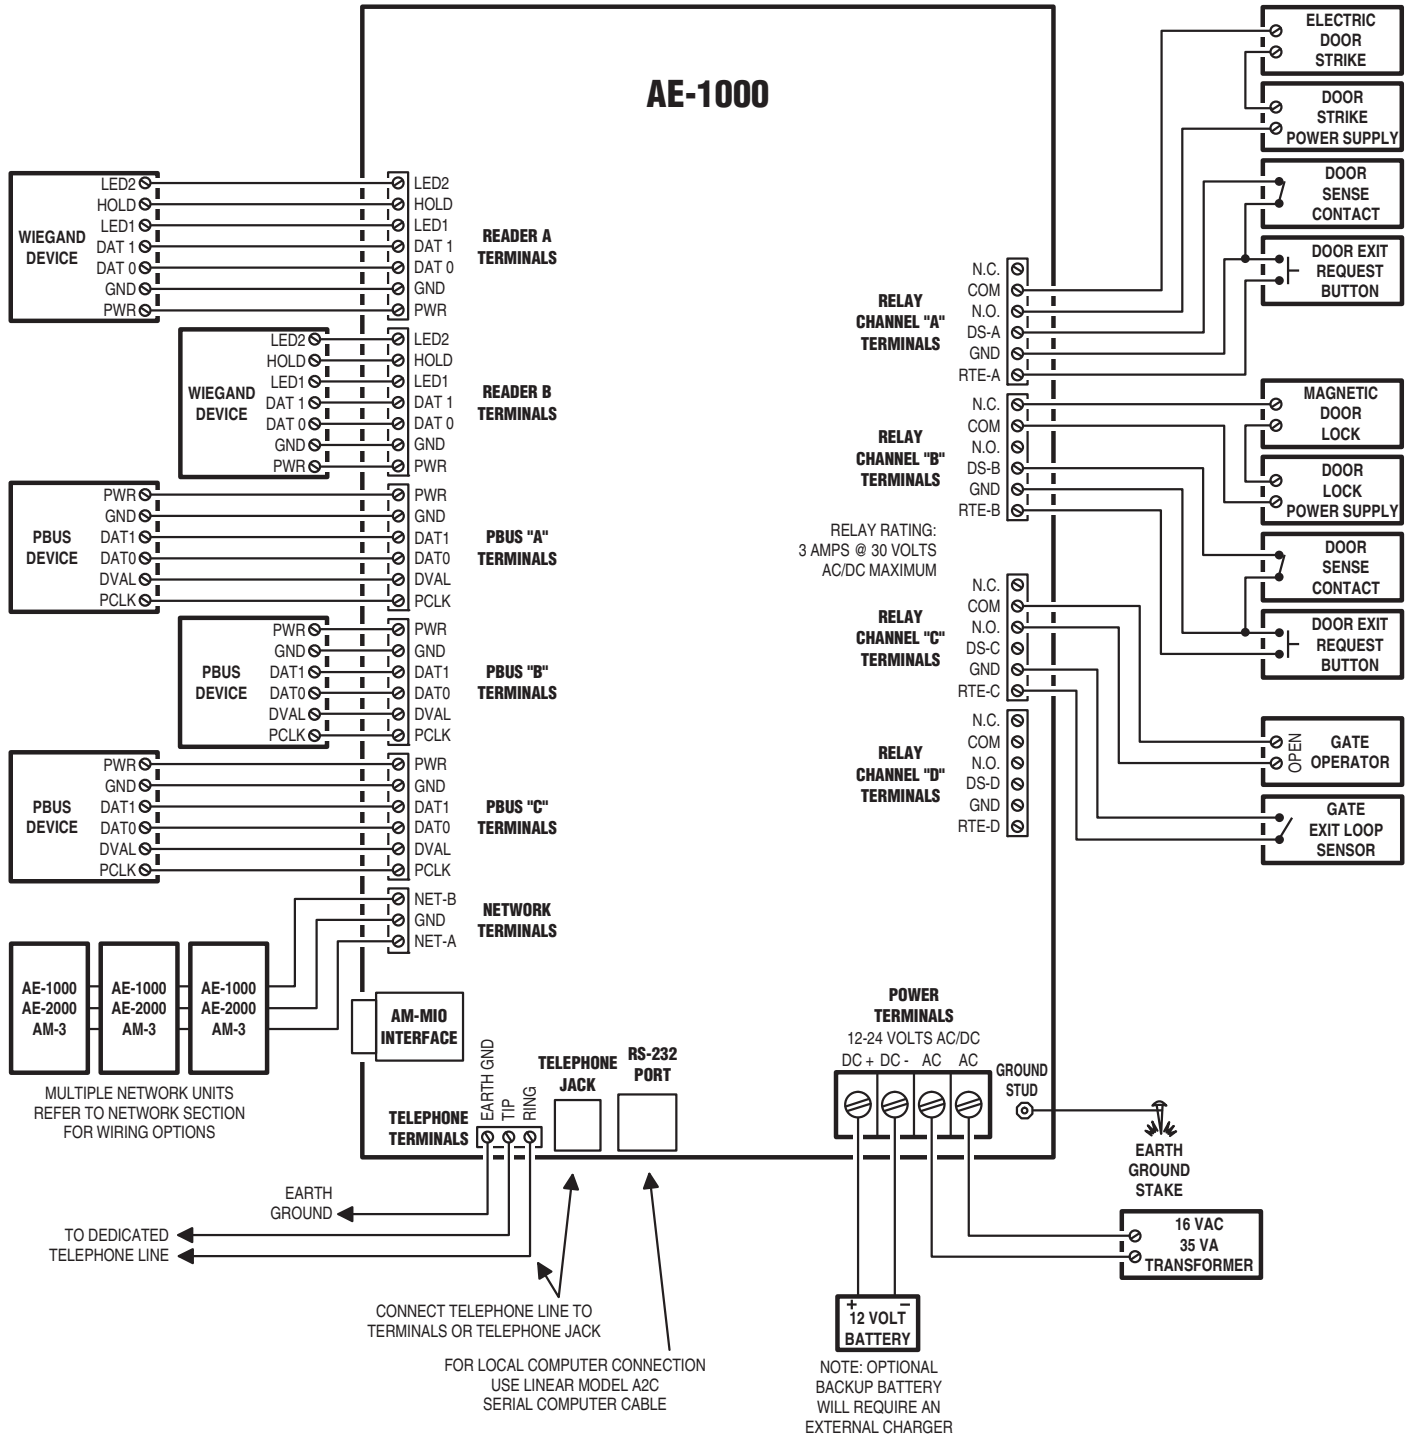 AE-1000
WIEGAND
DEVICE
LED2
HOLD
LED1
DAT 1
DAT 0
GND
PWR
LED2
HOLD
LED1
DAT 1
DAT 0
GND
PWR
READER A
TERMINALS
WIEGAND
DEVICE
LED2
HOLD
LED1
DAT 1
DAT 0
GND
PWR
LED2
HOLD
LED1
DAT 1
DAT 0
GND
PWR
READER B
TERMINALS
PBUS
DEVICE
PWR
GND
DAT1
DAT0
DVAL
PCLK
PWR
GND
DAT1
DAT0
DVAL
PCLK
PBUS "A"
TERMINALS
PBUS
DEVICE
PWR
GND
DAT1
DAT0
DVAL
PCLK
PWR
GND
DAT1
DAT0
DVAL
PCLK
PBUS "B"
TERMINALS
PBUS
DEVICE
PWR
GND
DAT1
DAT0
DVAL
PCLK
PWR
GND
DAT1
DAT0
DVAL
PCLK
PBUS "C"
TERMINALS
NET-B
GND
NET-A
NETWORK
TERMINALS
AE-1000
AE-2000
AM-3
AE-1000
AE-2000
AM-3
AE-1000
AE-2000
AM-3
MULTIPLE NETWORK UNITS
REFER TO NETWORK SECTION
FOR WIRING OPTIONS
AM-MIO
INTERFACE
TELEPHONE
TERMINALS
EARTH GND
TIP
RING
TELEPHONE
JACK
RS-232
PORT
EARTH
GROUND
TO DEDICATED
TELEPHONE LINE
CONNECT TELEPHONE LINE TO
TERMINALS OR TELEPHONE JACK
FOR LOCAL COMPUTER CONNECTION
USE LINEAR MODEL A2C
SERIAL COMPUTER CABLE
RELAY
CHANNEL "A"
TERMINALS
N.C.
COM
N.O.
DS-A
GND
RTE-A
RELAY
CHANNEL "B"
TERMINALS
N.C.
COM
N.O.
DS-B
GND
RTE-B
RELAY RATING:
3 AMPS @ 30 VOLTS
AC/DC MAXIMUM
RELAY
CHANNEL "C"
TERMINALS
N.C.
COM
N.O.
DS-C
GND
RTE-C
RELAY
CHANNEL "D"
TERMINALS
N.C.
COM
N.O.
DS-D
GND
RTE-D
ELECTRIC
DOOR
STRIKE
DOOR
STRIKE
POWER SUPPLY
DOOR
SENSE
CONTACT
DOOR EXIT
REQUEST
BUTTON
MAGNETIC
DOOR
LOCK
DOOR
LOCK
POWER SUPPLY
DOOR
SENSE
CONTACT
DOOR EXIT
REQUEST
BUTTON
OPEN
GATE
OPERATOR
GATE
EXIT LOOP
SENSOR
POWER
TERMINALS
12-24 VOLTS AC/DC
DC + DC - AC AC
GROUND
STUD
EARTH
GROUND
STAKE
16 VAC
35 VA
TRANSFORMER
+ –
12 VOLT
BATTERY
NOTE: OPTIONAL
BACKUP BATTERY
WILL REQUIRE AN
EXTERNAL CHARGER